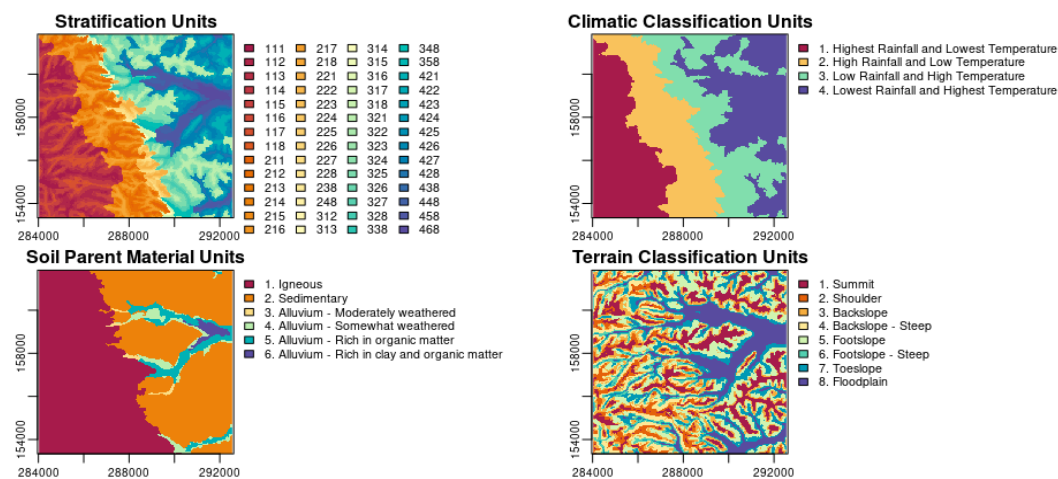 Stratification Units
111 217 314 348
112 218 315 358
113 221 316 421
114 222 317 422
115 223 318 423
116 224 321 424
117 225 322 425
118 226 323 426
211 227 324 427
212 228 325 428
213 238 326 438
214 248 327 448
215 312 328 458
216 313 338 468
158000
154000
284000 288000 292000
Climatic Classification Units
1. Highest Rainfall and Lowest Temperature
2. High Rainfall and Low Temperature
3. Low Rainfall and High Temperature
4. Lowest Rainfall and Highest Temperature
158000
154000
284000 288000 292000
Soil Parent Material Units
1. Igneous
2. Sedimentary
3. Alluvium - Moderately weathered
4. Alluvium - Somewhat weathered
5. Alluvium - Rich in organic matter
6. Alluvium - Rich in clay and organic matter
158000
154000
284000 288000 292000
Terrain Classification Units
1. Summit
2. Shoulder
3. Backslope
4. Backslope - Steep
5. Footslope
6. Footslope - Steep
7. Toeslope
8. Floodplain
158000
154000
284000 288000 292000